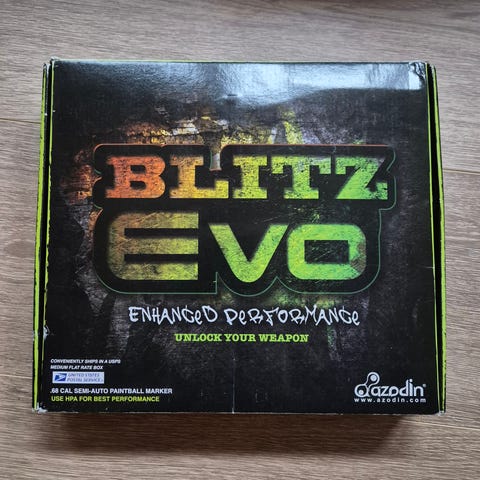 BLITZ
EVO
ENHANCED PERFORMANCE
UNLOCK YOUR WEAPON
CONVENIENTLY SHIPS IN A USPS
MEDIUM FLAT RATE BOX
UNITED STATES
POSTAL SERVICE
.68 CAL SEMI-AUTO PAINTBALL MARKER
USE HPA FOR BEST PERFORMANCE
azodin
www.azodin.com